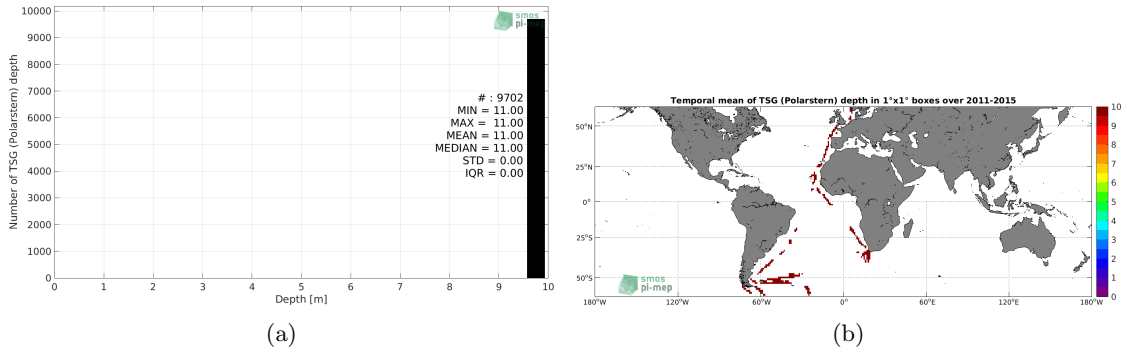 10000
9000
8000
7000
6000
5000
4000
3000
2000
1000
0
Number of TSG (Polarstern) depth
smos
pi-mep
# : 9702
MIN = 11.00
MAX = 11.00
MEAN = 11.00
MEDIAN = 11.00
STD = 0.00
IQR = 0.00
0 1 2 3 4 5 6 7 8 9 10
Depth [m]
(a)
Temporal mean of TSG (Polarstern) depth in 1°x1° boxes over 2011-2015
50°N
25°N
0°
25°S
50°S
smos
pi-mep
180°W 120°W 60°W 0° 60°E 120°E 180°E
10
9
8
7
6
5
4
3
2
1
0
(b)